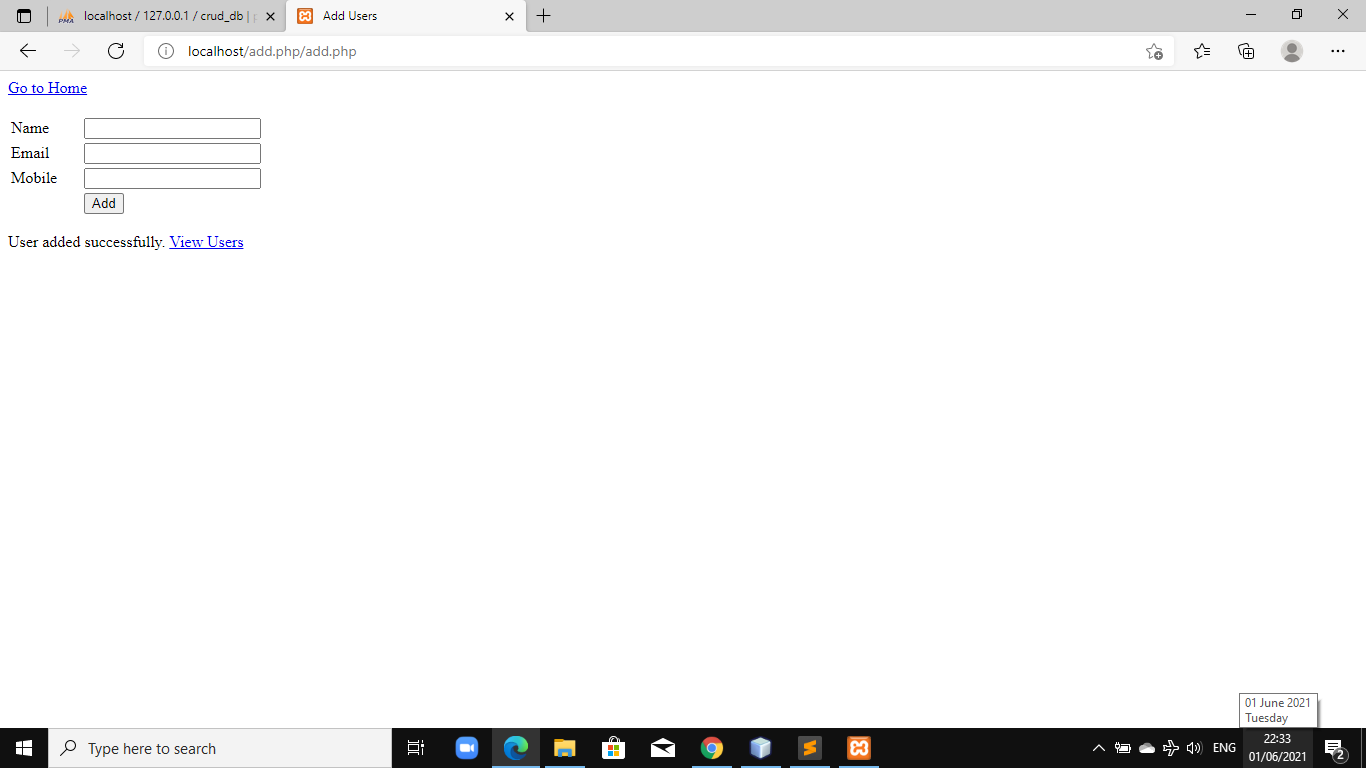 localhost / 127.0.0.1 / crud_db |
Add Users
localhost/add.php/add.php
Go to Home
Name
Email
Mobile
Add
User added successfully. View Users
01 June 2021
Tuesday
Type here to search
ENG
22:33
01/06/2021
2